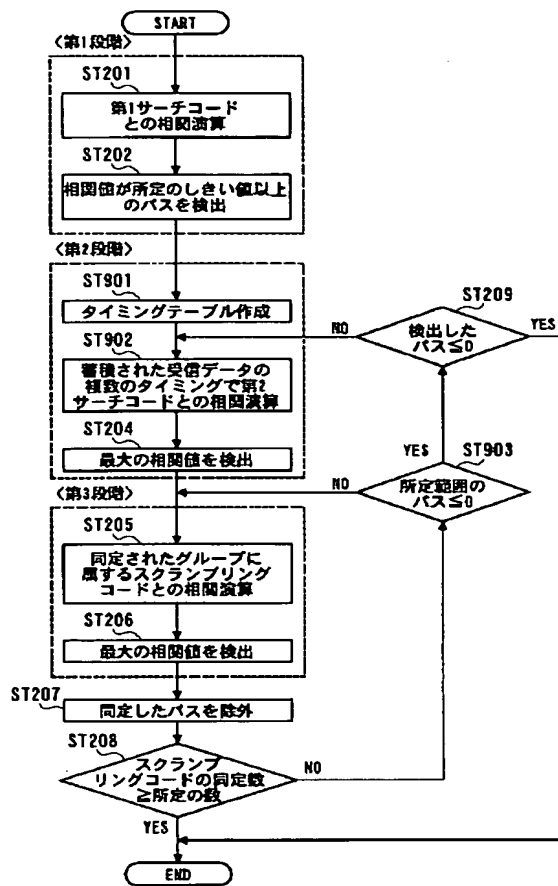 START
〈第1段階〉
ST201
第1サーチコード
との相関演算
ST202
相関値が所定のしきい値以上
のパスを検出
〈第2段階〉
ST901
タイミングテーブル作成
ST902
蓄積された受信データの
複数のタイミングで第2
サーチコードとの相関演算
ST204
最大の相関値を検出
ST209
NO
検出した
パス≦0
YES
YES
ST903
NO
所定範囲の
パス≦0
〈第3段階〉
ST205
同定されたグループに
属するスクランブリング
コードとの相関演算
ST206
最大の相関値を検出
ST207
同定したパスを除外
ST208
スクランブ
リングコードの同定数
≧所定の数
NO
YES
END